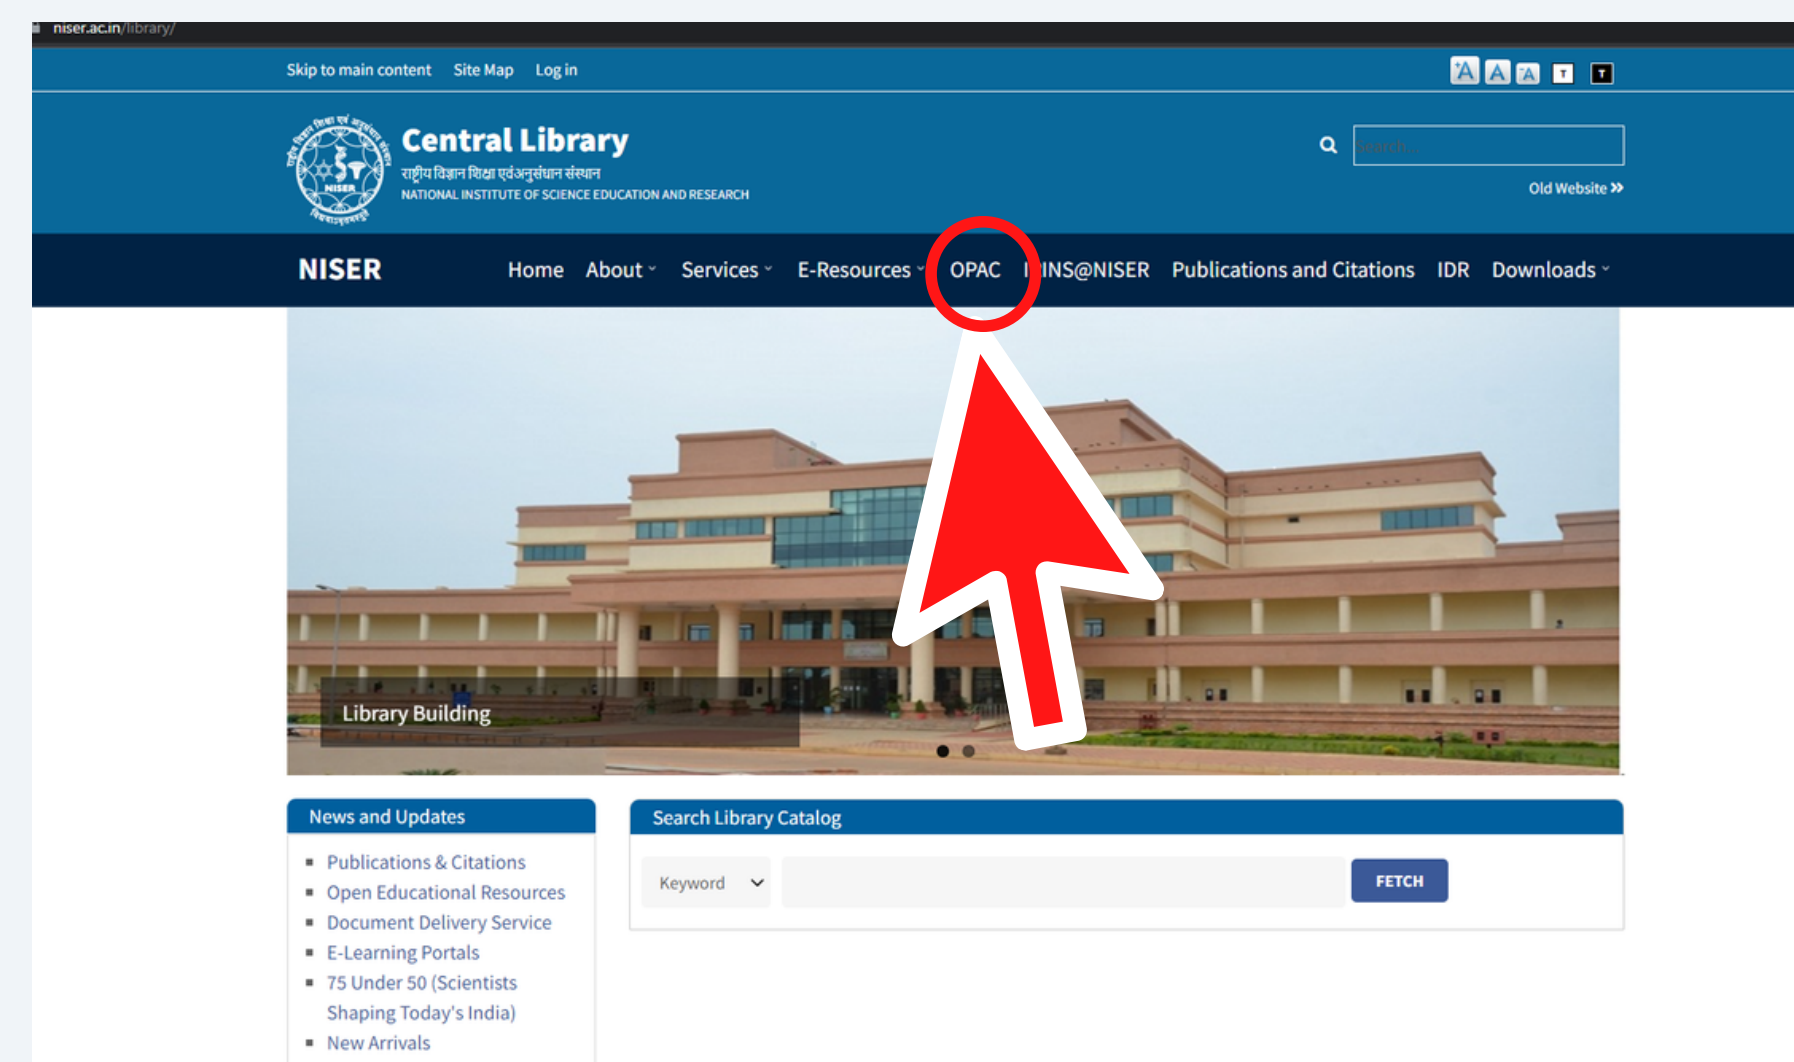 niser.ac.in/library/
Skip to main content Site Map Log in
+A A -A T T
Central Library
राष्ट्रीय विज्ञान शिक्षा एवं अनुसंधान संस्थान
NISER
राष्ट्रीय विज्ञान शिक्षा एवंअनुसंधान संस्थान
NATIONAL INSTITUTE OF SCIENCE EDUCATION AND RESEARCH
Search...
Old Website »
NISER Home About Services E-Resources OPAC Publications and Citations IDR Downloads
Library Building
News and Updates
Publications & Citations
Open Educational Resources
Document Delivery Service
E-Learning Portals
75 Under 50 (Scientists
Shaping Today's India)
New Arrivals
Search Library Catalog
Keyword
FETCH